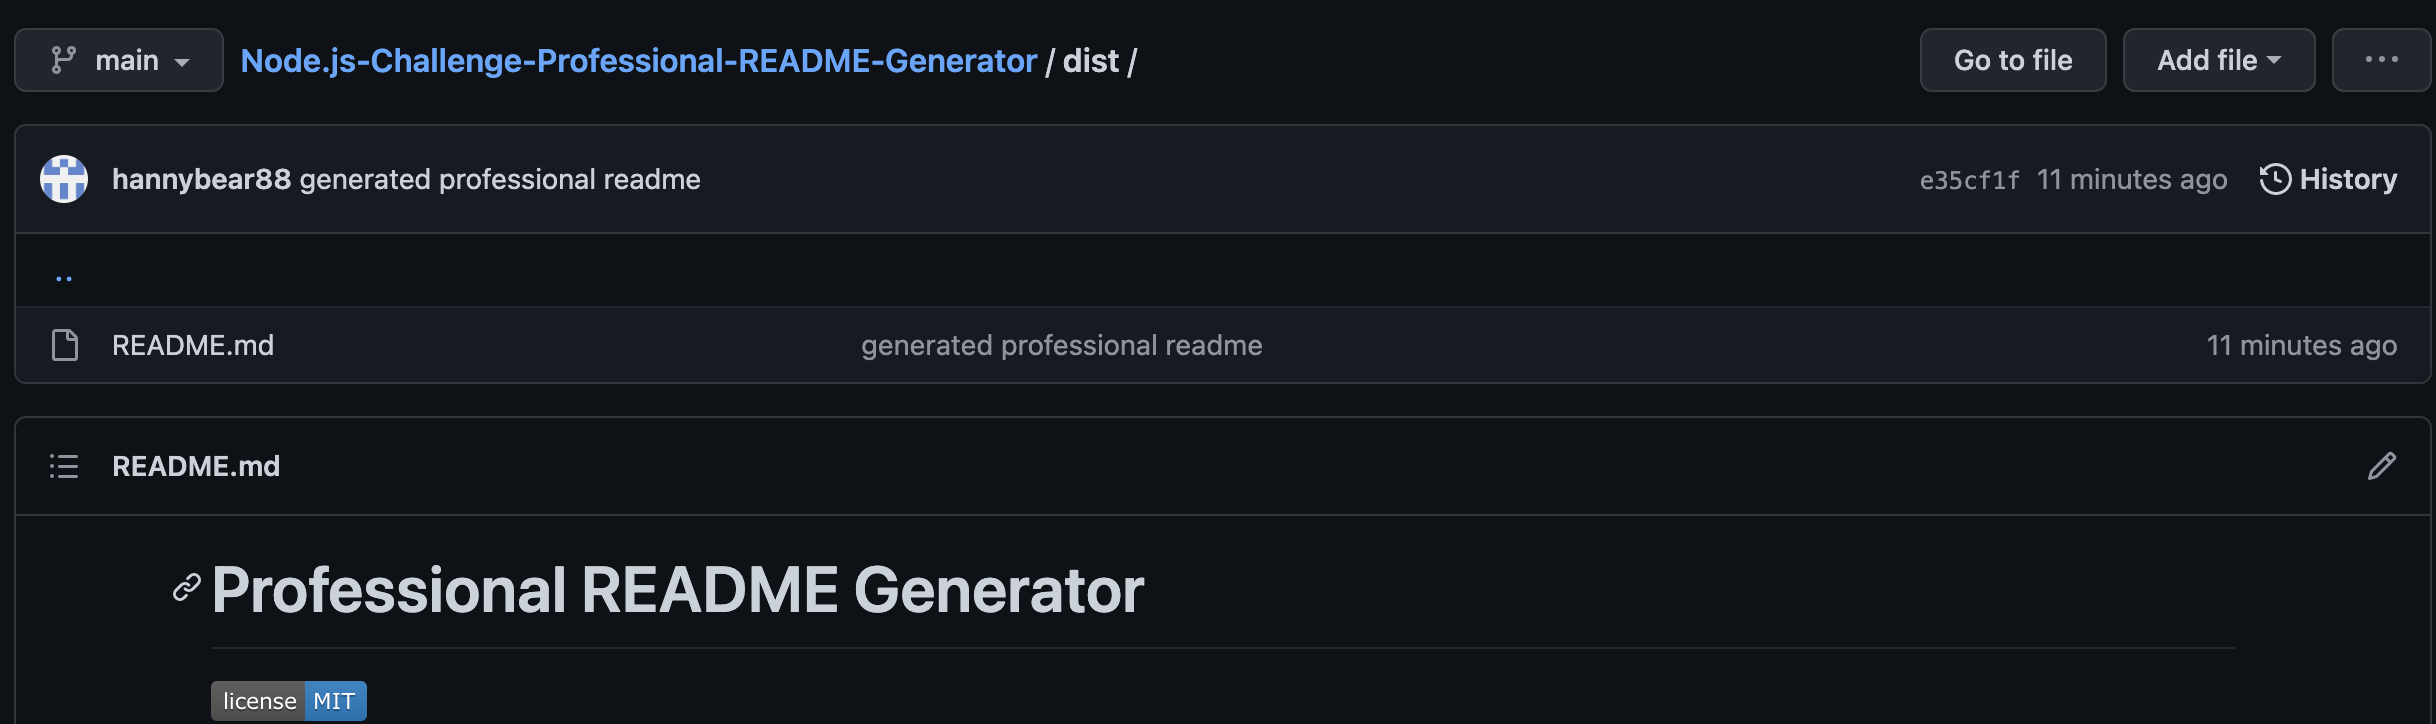 main Node.js-Challenge-Professional-README-Generator / dist / Go to file Add file ...
hannybear88 generated professional readme e35cf1f 11 minutes ago History
..
README.md generated professional readme 11 minutes ago
README.md
Professional README Generator
license MIT